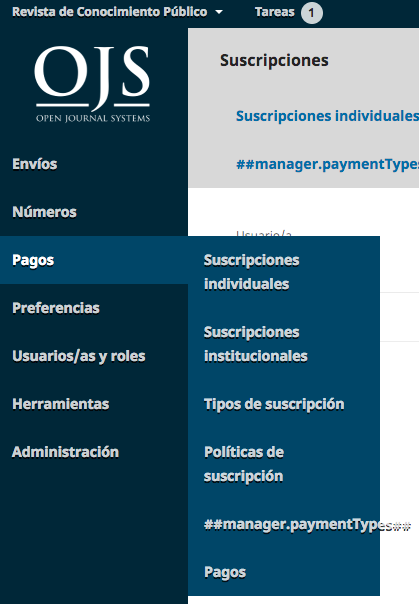 Revista de Conocimiento Público
Tareas 1
OJS
OPEN JOURNAL SYSTEMS
Suscripciones
Suscripciones individuales
##manager.paymentTypes
Envíos
Números
Pagos
Preferencias
Usuarios/as y roles
Herramientas
Administración
Usuario/a
Suscripciones
individuales
Suscripciones
institucionales
Tipos de suscripción
Políticas de
suscripción
##manager.paymentTypes##
Pagos